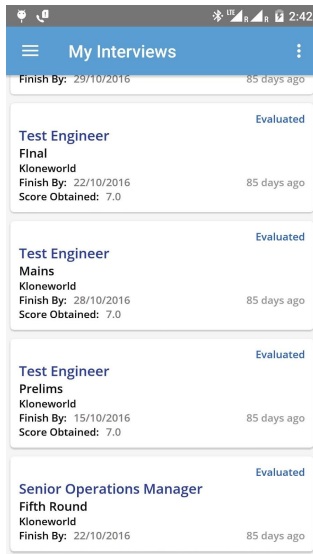 LTE R R 2:42
My Interviews
Finish By: 29/10/2016 85 days ago
Evaluated
Test Engineer
FInal
Kloneworld
Finish By: 22/10/2016 85 days ago
Score Obtained: 7.0
Evaluated
Test Engineer
Mains
Kloneworld
Finish By: 28/10/2016 85 days ago
Score Obtained: 7.0
Evaluated
Test Engineer
Prelims
Kloneworld
Finish By: 15/10/2016 85 days ago
Score Obtained: 7.0
Evaluated
Senior Operations Manager
Fifth Round
Kloneworld
Finish By: 22/10/2016 85 days ago